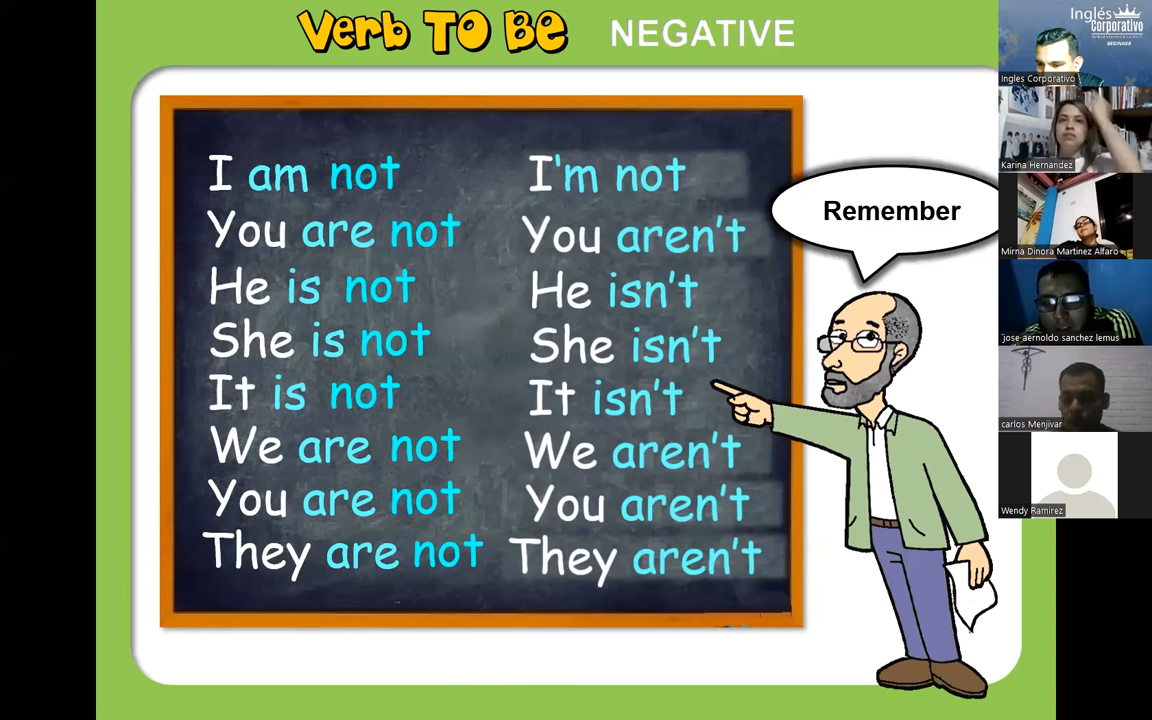 Verb TO BE NEGATIVE
I am not I'm not
You are not You aren't
He is not He isn't
She is not She isn't
It is not It isn't
We are not We aren't
You are not You aren't
They are not They aren't
Remember
Inglés
Corporativo
BEGINNER
Ingles Corporativo
Karina Hernandez
Mirna Dinora Martinez Alfaro
'jose aernoldo sanchez lemus
carlos Menjivar
Wendy Ramirez